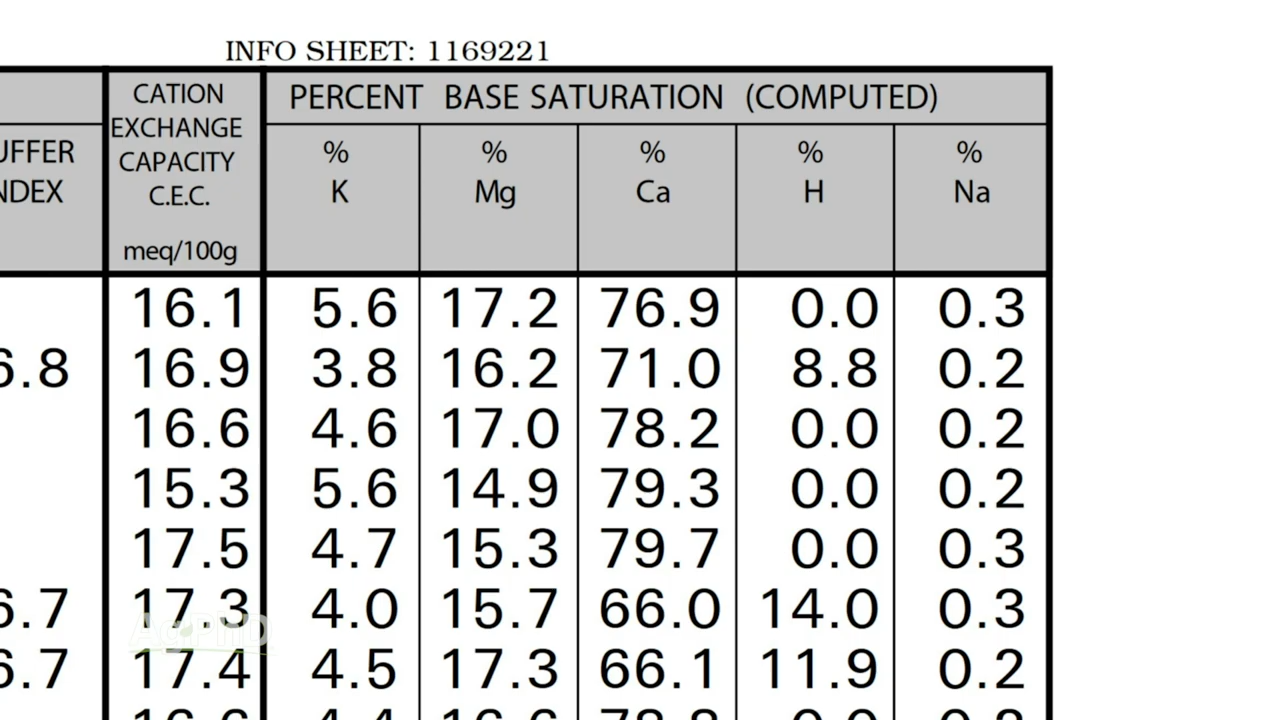 INFO SHEET: 1169221
CATION
EXCHANGE
CAPACITY
C.E.C.
meq/100g
PERCENT BASE SATURATION (COMPUTED)
UFFER
NDEX
% % % % %
K Mg Ca H Na
16.1 5.6 17.2 76.9 0.0 0.3
6.8 16.9 3.8 16.2 71.0 8.8 0.2
16.6 4.6 17.0 78.2 0.0 0.2
15.3 5.6 14.9 79.3 0.0 0.2
17.5 4.7 15.3 79.7 0.0 0.3
6.7 17.3 4.0 15.7 66.0 14.0 0.3
AgPhD
6.7 17.4 4.5 17.3 66.1 11.9 0.2